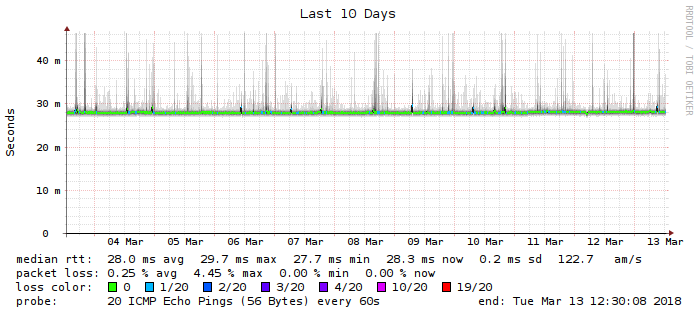 Last 10 Days
RRDTOOL / TOBI OETIKER
Seconds
40 m
30 m
20 m
10 m
0
04 Mar 05 Mar 06 Mar 07 Mar 08 Mar 09 Mar 10 Mar 11 Mar 12 Mar 13 Mar
median rtt: 28.0 ms avg 29.7 ms max 27.7 ms min 28.3 ms now 0.2 ms sd 122.7 am/s
packet loss: 0.25 % avg 4.45 % max 0.00 % min 0.00 % now
loss color: 0 1/20 2/20 3/20 4/20 10/20 19/20
probe: 20 ICMP Echo Pings (56 Bytes) every 60s end: Tue Mar 13 12:30:08 2018